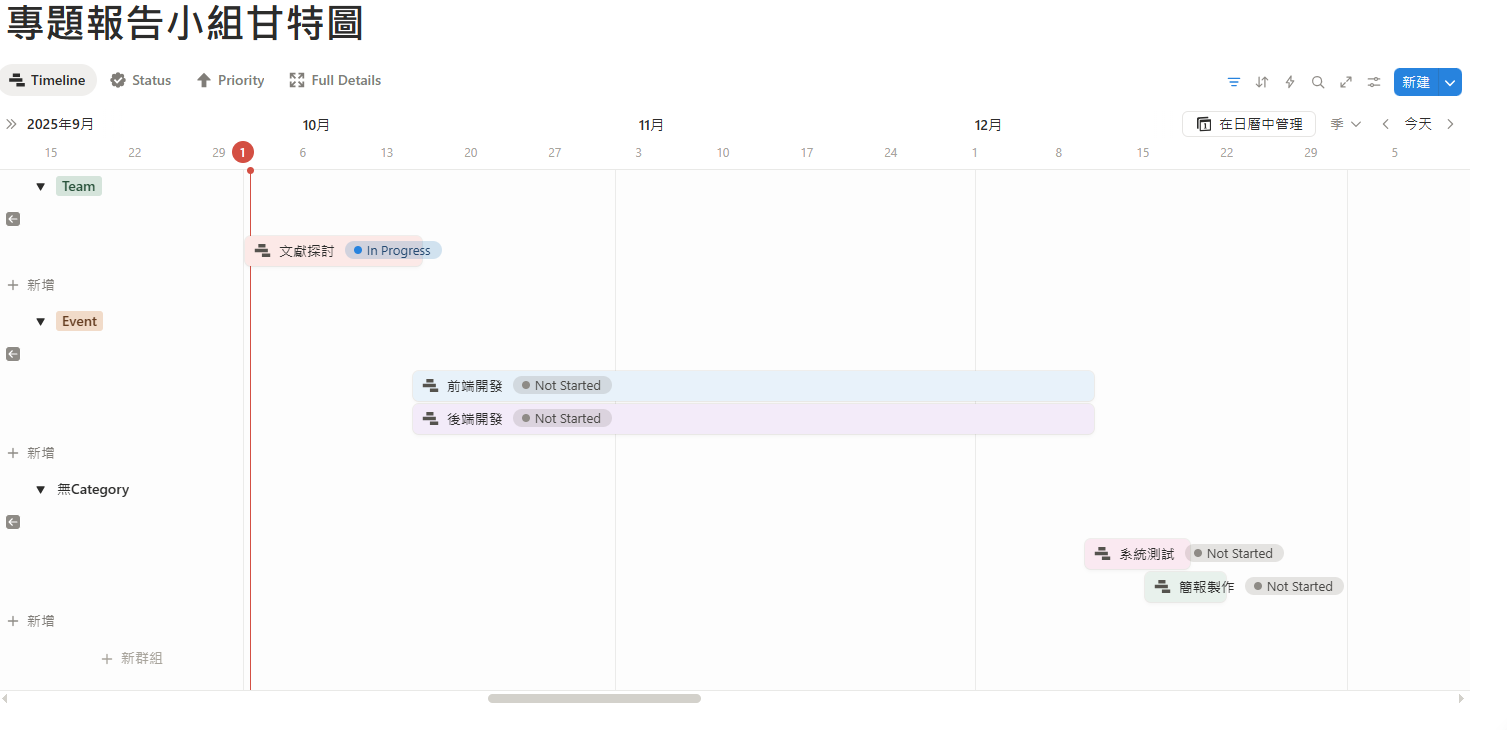 專題報告小組甘特圖
Timeline Status Priority Full Details
新建
2025年9月 10月 11月 12月 在日曆中管理 季 今天
15 22 29 1 6 13 20 27 3 10 17 24 1 8 15 22 29 5
Team
文獻探討 In Progress
新增
Event
前端開發 Not Started
後端開發 Not Started
新增
無Category
系統測試 Not Started
簡報製作 Not Started
新增
新群組